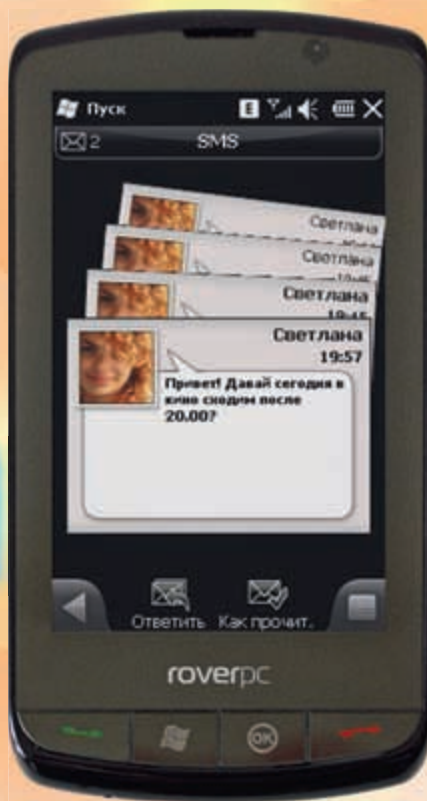 Пуск
E
2 SMS
Светлана
Светлана
Светлана
19:45
Светлана
19:57
Привет! Давай сегодня в
кино сходим после
20.00?
Ответить Как прочит.
roverpc
OK